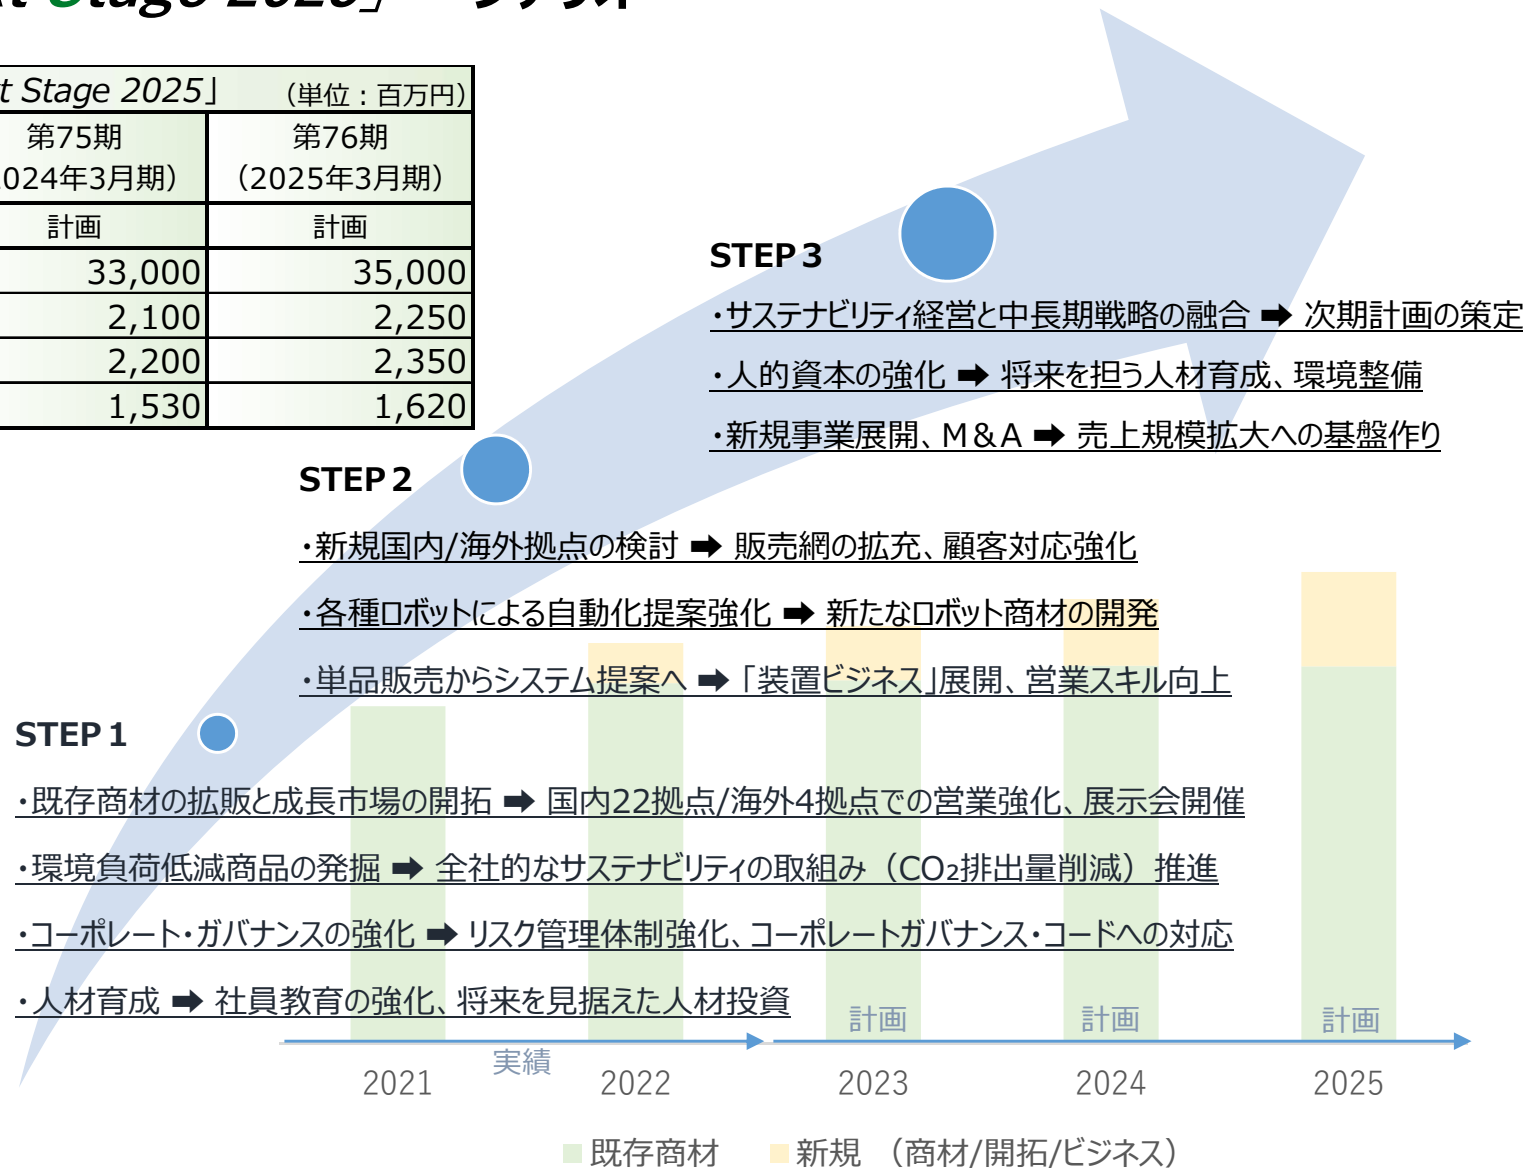 Stage 2025」
t Stage 2025」 （単位：百万円）
第75期 第76期
024年3月期） （2025年3月期）
計画 計画
33,000 35,000
2,100 2,250
2,200 2,350
1,530 1,620
STEP３
・サステナビリティ経営と中長期戦略の融合 ➡ 次期計画の策定
・人的資本の強化 ➡ 将来を担う人材育成、環境整備
・新規事業展開、M＆A ➡ 売上規模拡大への基盤作り
STEP２
・新規国内/海外拠点の検討 ➡ 販売網の拡充、顧客対応強化
・各種ロボットによる自動化提案強化 ➡ 新たなロボット商材の開発
・単品販売からシステム提案へ ➡ 「装置ビジネス」展開、営業スキル向上
STEP１
・既存商材の拡販と成長市場の開拓 ➡ 国内22拠点/海外4拠点での営業強化、展示会開催
・環境負荷低減商品の発掘 ➡ 全社的なサステナビリティの取組み（CO₂排出量削減）推進
・コーポレート・ガバナンスの強化 ➡ リスク管理体制強化、コーポレートガバナンス・コードへの対応
・人材育成 ➡ 社員教育の強化、将来を見据えた人材投資
計画 計画 計画
実績
2021 2022 2023 2024 2025
既存商材 新規 （商材/開拓/ビジネス）